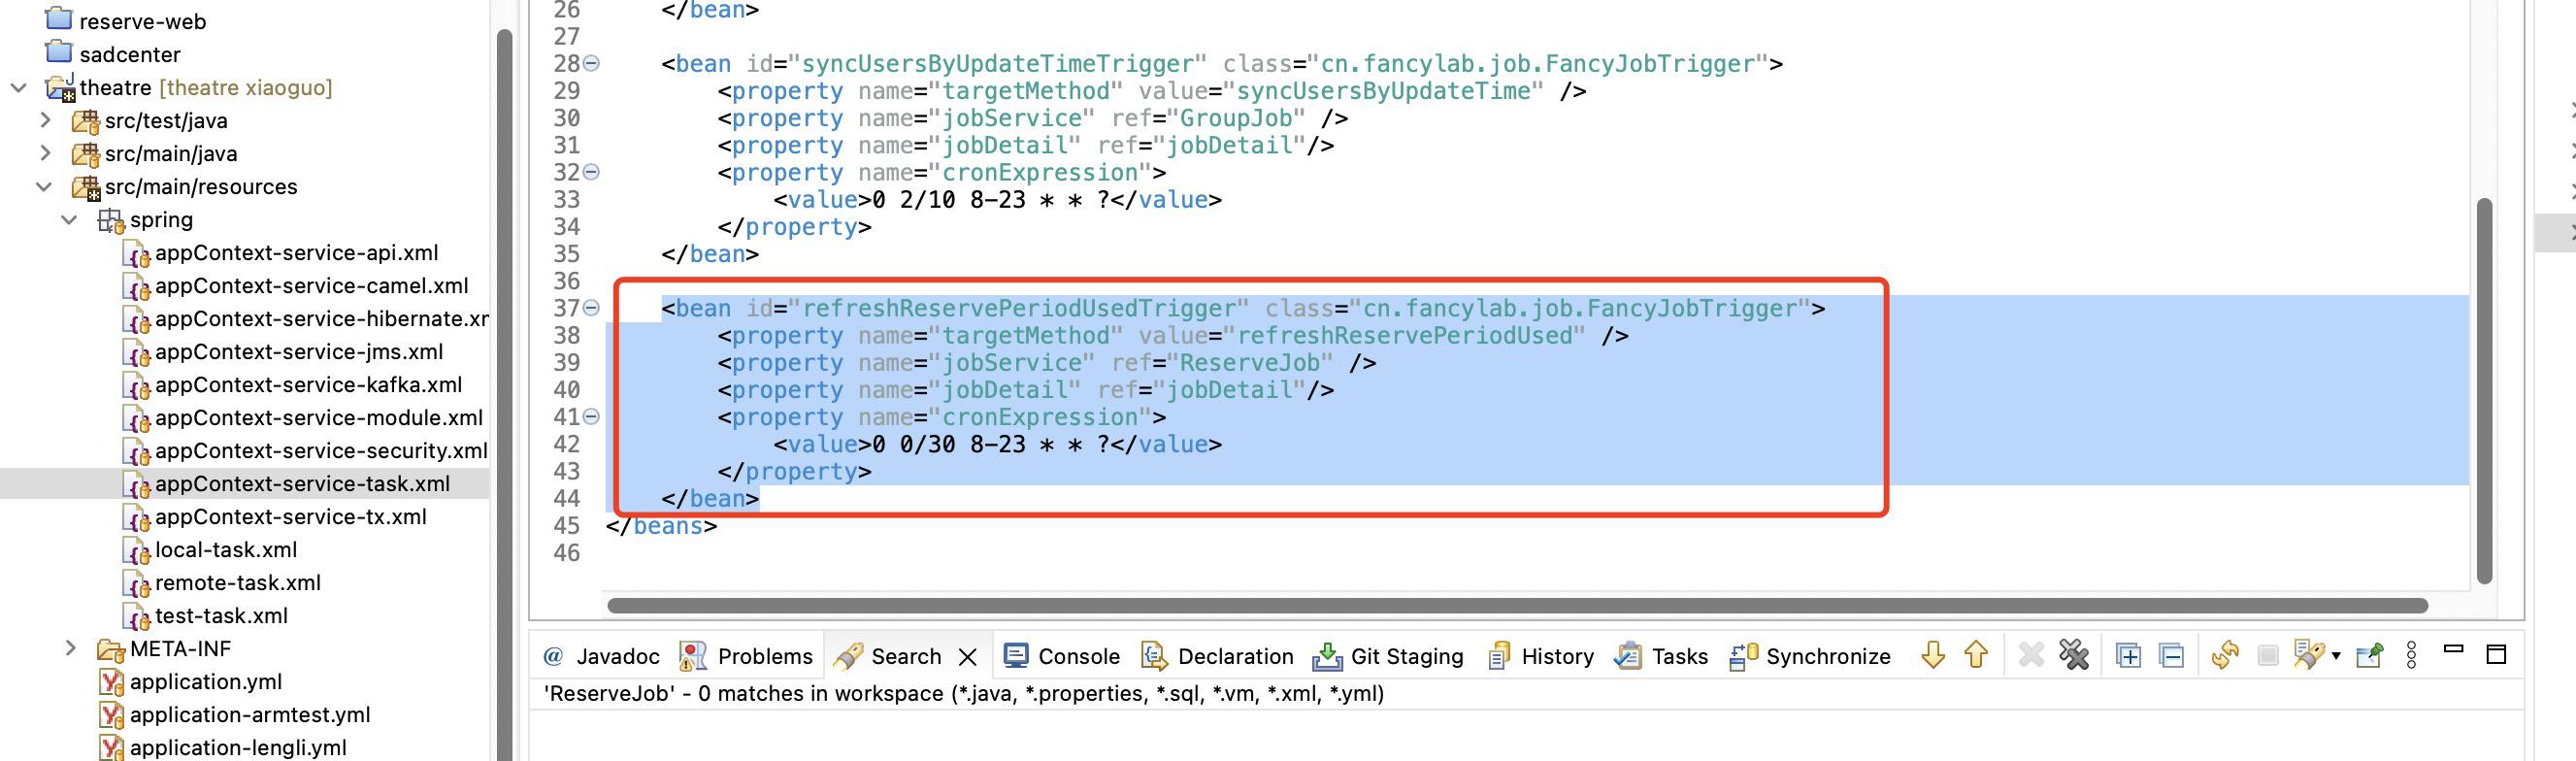 reserve-web
sadcenter
theatre [theatre xiaoguo]
src/test/java
src/main/java
src/main/resources
spring
appContext-service-api.xml
appContext-service-camel.xml
appContext-service-hibernate.xr
appContext-service-jms.xml
appContext-service-kafka.xml
appContext-service-module.xml
appContext-service-security.xml
appContext-service-task.xml
appContext-service-tx.xml
local-task.xml
remote-task.xml
test-task.xml
META-INF
application.yml
application-armtest.yml
application-lengli.yml
26 </bean>
27
28 <bean id="syncUsersByUpdateTimeTrigger" class="cn.fancylab.job.FancyJobTrigger">
29 <property name="targetMethod" value="syncUsersByUpdateTime" />
30 <property name="jobService" ref="GroupJob" />
31 <property name="jobDetail" ref="jobDetail"/>
32 <property name="cronExpression">
33 <value>0 2/10 8-23 * * ?</value>
34 </property>
35 </bean>
36
37 <bean id="refreshReservePeriodUsedTrigger" class="cn.fancylab.job.FancyJobTrigger">
38 <property name="targetMethod" value="refreshReservePeriodUsed" />
39 <property name="jobService" ref="ReserveJob" />
40 <property name="jobDetail" ref="jobDetail"/>
41 <property name="cronExpression">
42 <value>0 0/30 8-23 * * ?</value>
43 </property>
44 </bean>
45 </beans>
46
@ Javadoc Problems Search Console Declaration Git Staging History Tasks Synchronize
'ReserveJob' - 0 matches in workspace (*.java, *.properties, *.sql, *.vm, *.xml, *.yml)